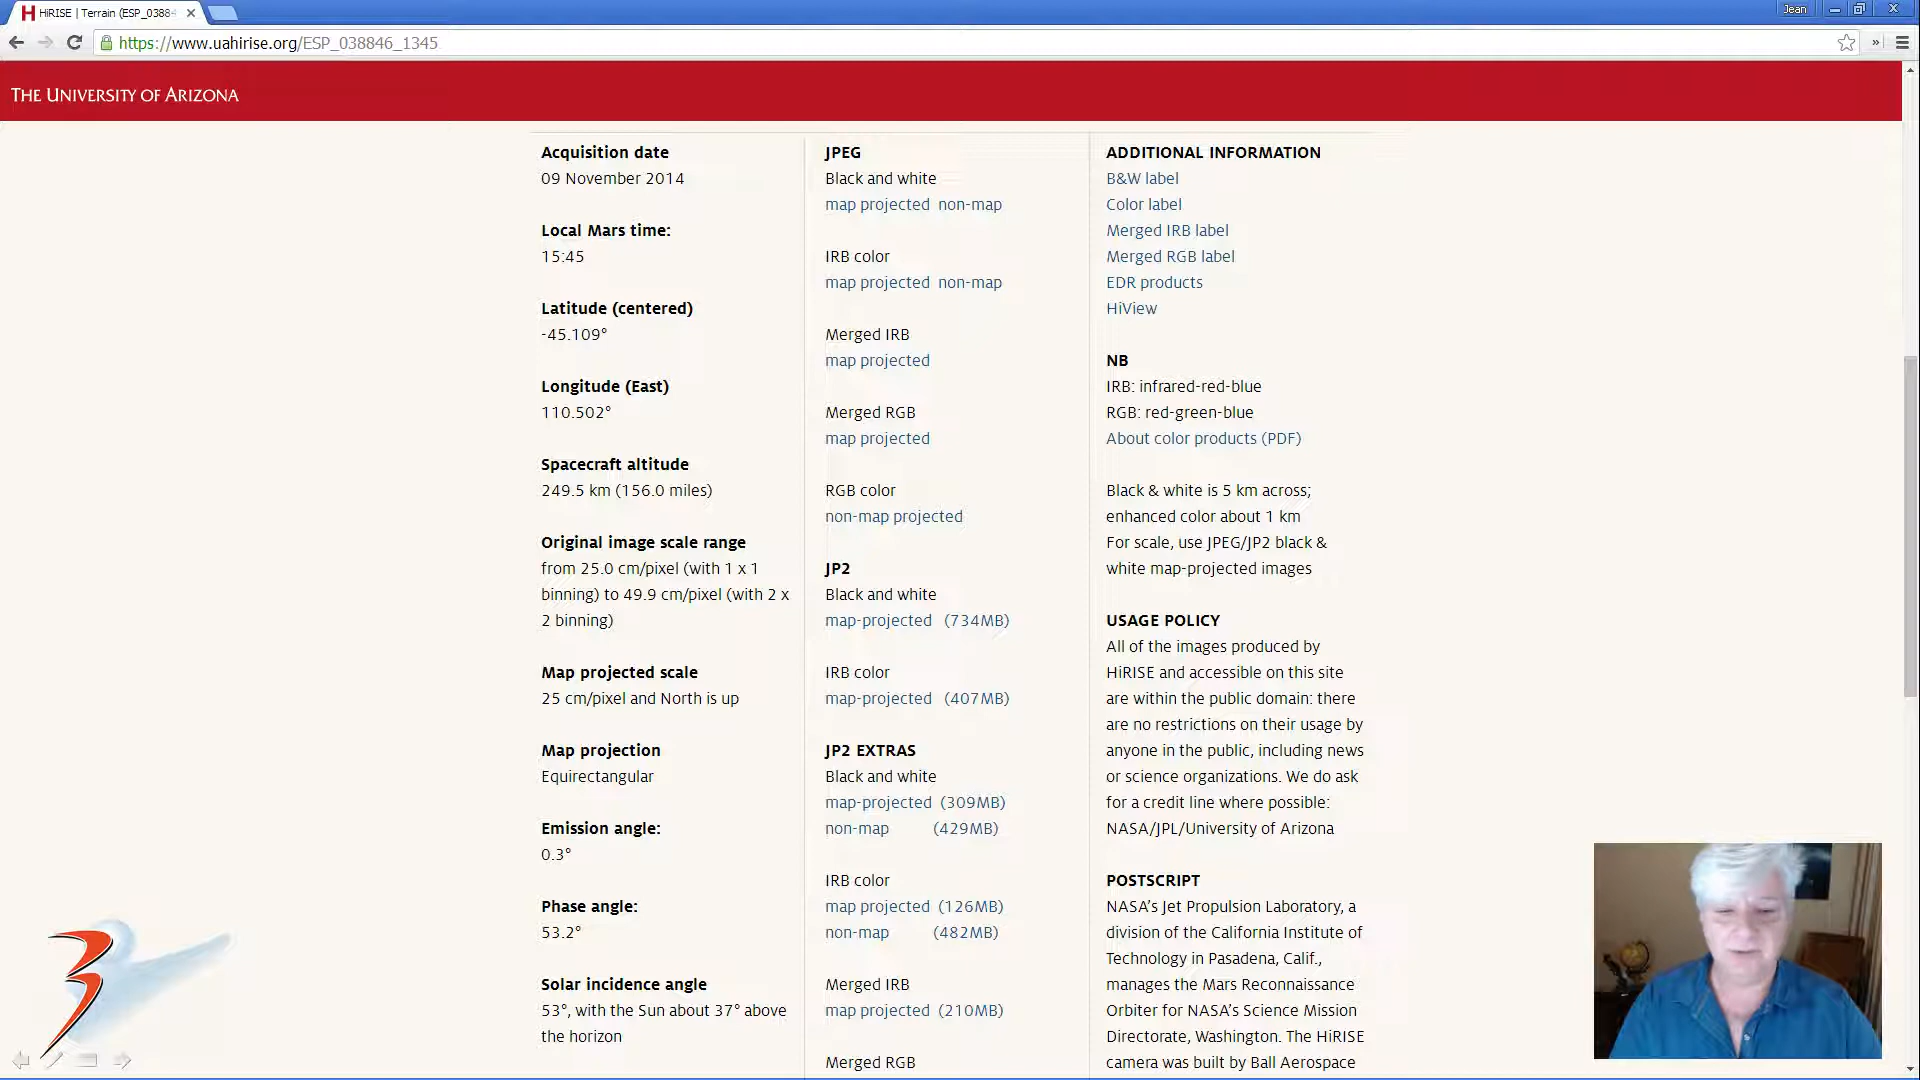 HiRISE | Terrain (ESP_0388
Jean
https://www.uahirise.org/ESP_038846_1345
THE UNIVERSITY OF ARIZONA
Acquisition date
09 November 2014
Local Mars time:
15:45
Latitude (centered)
-45.109°
Longitude (East)
110.502°
Spacecraft altitude
249.5 km (156.0 miles)
Original image scale range
from 25.0 cm/pixel (with 1 x 1
binning) to 49.9 cm/pixel (with 2 x
2 binning)
Map projected scale
25 cm/pixel and North is up
Map projection
Equirectangular
Emission angle:
0.3°
Phase angle:
53.2°
Solar incidence angle
53°, with the Sun about 37° above
the horizon
JPEG
Black and white
map projected non-map
IRB color
map projected non-map
Merged IRB
map projected
Merged RGB
map projected
RGB color
non-map projected
JP2
Black and white
map-projected (734MB)
IRB color
map-projected (407MB)
JP2 EXTRAS
Black and white
map-projected (309MB)
non-map (429MB)
IRB color
map projected (126MB)
non-map (482MB)
Merged IRB
map projected (210MB)
Merged RGB
ADDITIONAL INFORMATION
B&W label
Color label
Merged IRB label
Merged RGB label
EDR products
HiView
NB
IRB: infrared-red-blue
RGB: red-green-blue
About color products (PDF)
Black & white is 5 km across;
enhanced color about 1 km
For scale, use JPEG/JP2 black &
white map-projected images
USAGE POLICY
All of the images produced by
HiRISE and accessible on this site
are within the public domain: there
are no restrictions on their usage by
anyone in the public, including news
or science organizations. We do ask
for a credit line where possible:
NASA/JPL/University of Arizona
POSTSCRIPT
NASA's Jet Propulsion Laboratory, a
division of the California Institute of
Technology in Pasadena, Calif.,
manages the Mars Reconnaissance
Orbiter for NASA's Science Mission
Directorate, Washington. The HiRISE
camera was built by Ball Aerospace